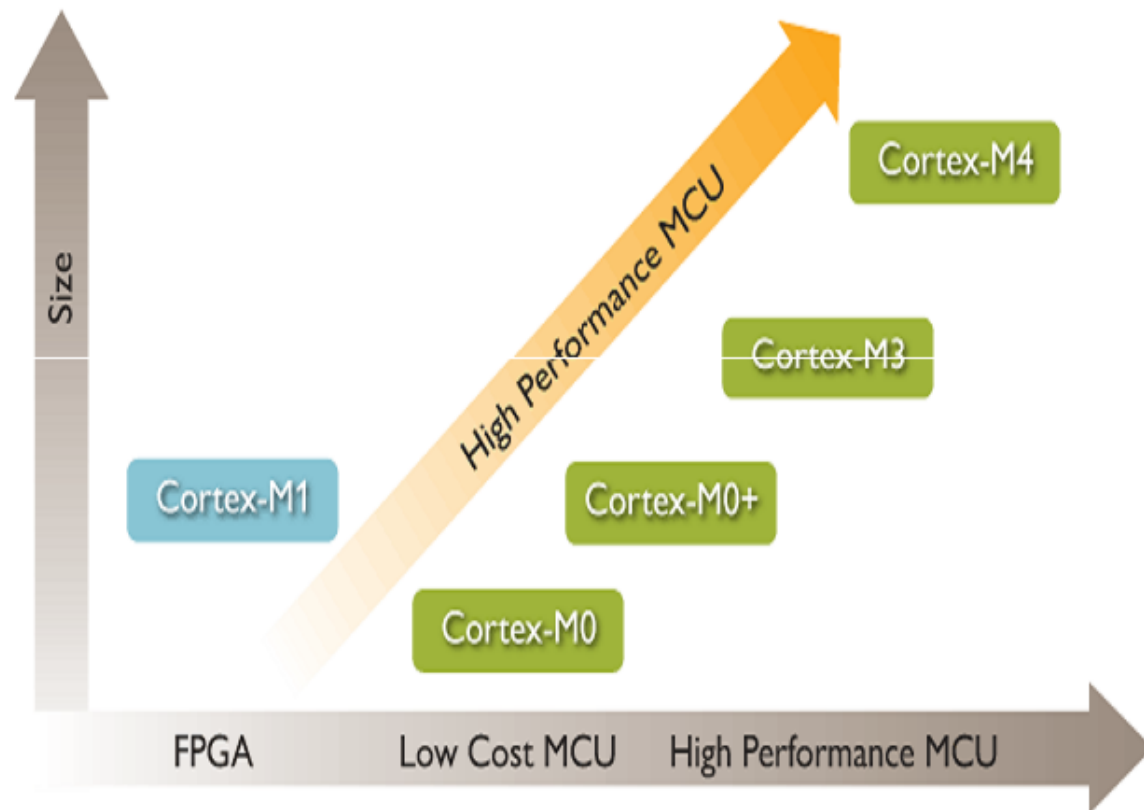 Size
High Performance MCU
Cortex-M4
Cortex-M3
Cortex-M1
Cortex-M0+
Cortex-M0
FPGA
Low Cost MCU
High Performance MCU